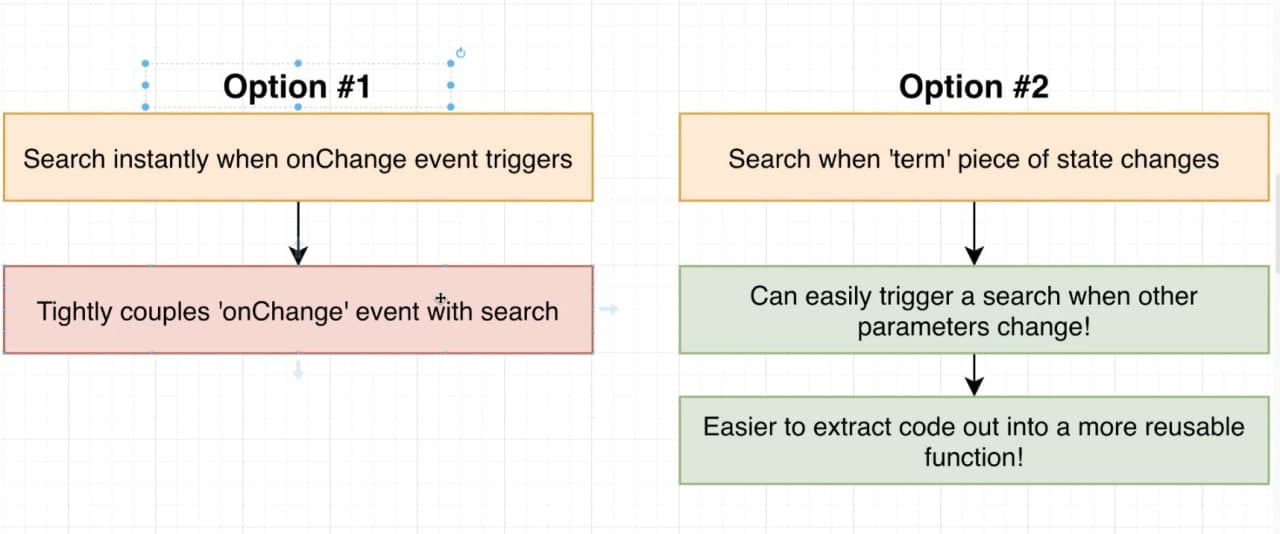 Option #1
Search instantly when onChange event triggers
Tightly couples 'onChange' event with search
Option #2
Search when 'term' piece of state changes
Can easily trigger a search when other
parameters change!
Easier to extract code out into a more reusable
function!